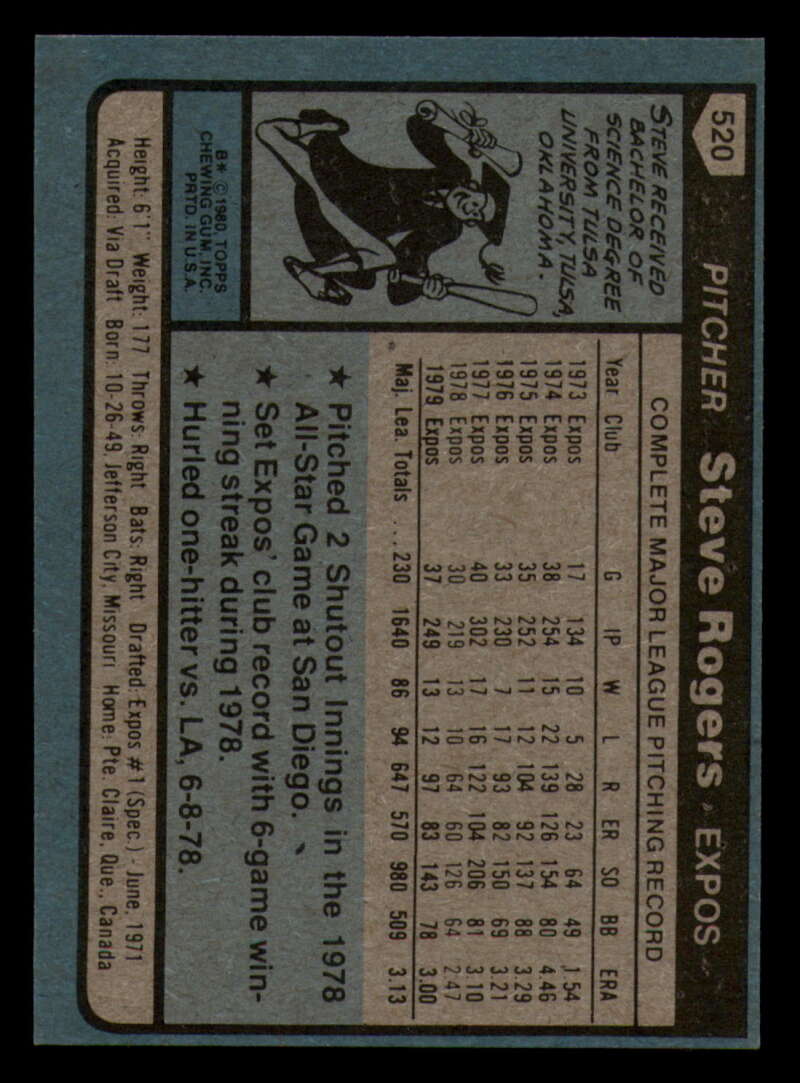 520
PITCHER Steve Rogers • EXPOS
STEVE RECEIVED
BACHELOR OF
SCIENCE DEGREE
FROM TULSA
UNIVERSITY, TULSA,
OKLAHOMA.
B* © 1980 TOPPS
CHEWING GUM, INC.
PRTD. IN U.S.A.
COMPLETE MAJOR LEAGUE PITCHING RECORD
Year Club G IP W L R ER SO BB ERA
1973 Expos 17 134 10 5 28 23 64 49 1.54
1974 Expos 38 254 15 22 139 126 154 80 4.46
1975 Expos 35 252 11 12 104 92 137 88 3.29
1976 Expos 33 230 7 17 93 82 150 69 3.21
1977 Expos 40 302 17 16 122 104 206 81 3.10
1978 Expos 30 219 13 10 64 60 126 64 2.47
1979 Expos 37 249 13 12 97 83 143 78 3.00
Maj. Lea. Totals ... 230 1640 86 94 647 570 980 509 3.13
★ Pitched 2 Shutout Innings in the 1978
All-Star Game at San Diego.
★ Set Expos' club record with 6-game win-
ning streak during 1978.
★ Hurled one-hitter vs. LA, 6-8-78.
Height: 6'1" Weight: 177 Throws: Right Bats: Right Drafted: Expos #1 (Spec.) - June, 1971
Acquired: Via Draft Born: 10-26-49, Jefferson City, Missouri Home: Pte. Claire, Que., Canada